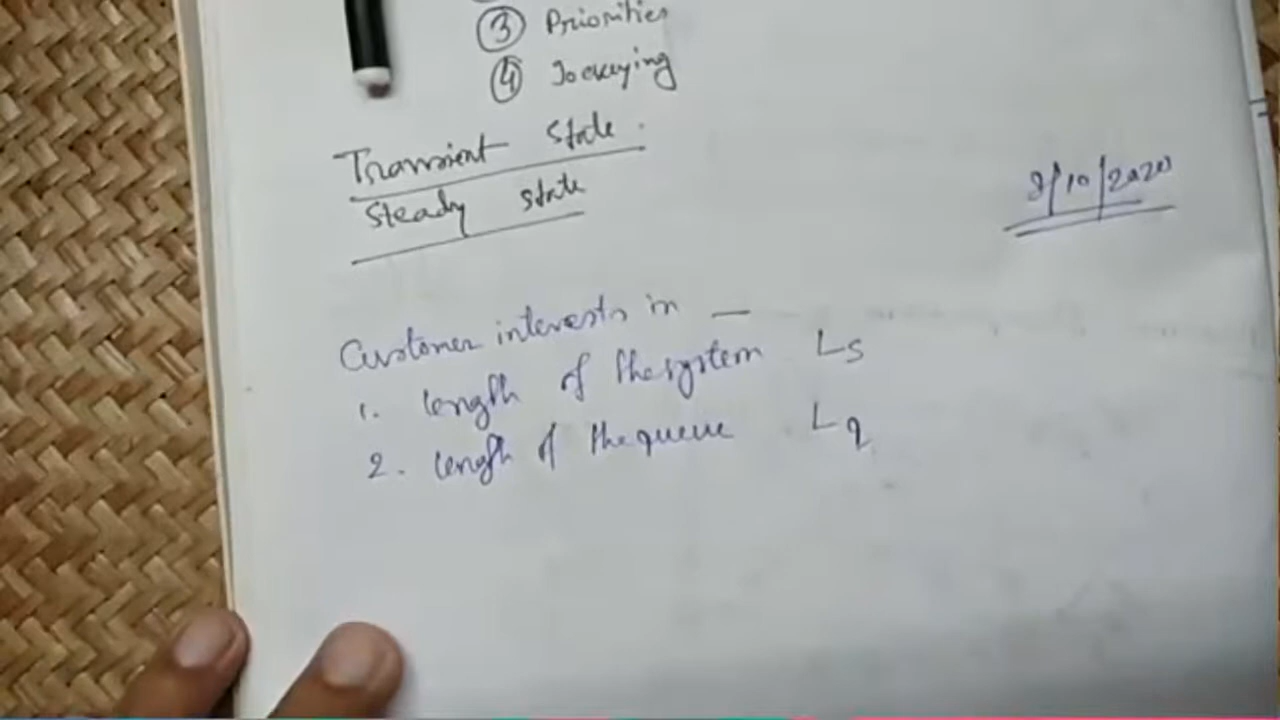 ③ Priorities
④ Jockeying
Transient State.
Steady state
8/10/2020
Customer interests in —
1. length of the system Ls
2. length of the queue Lq